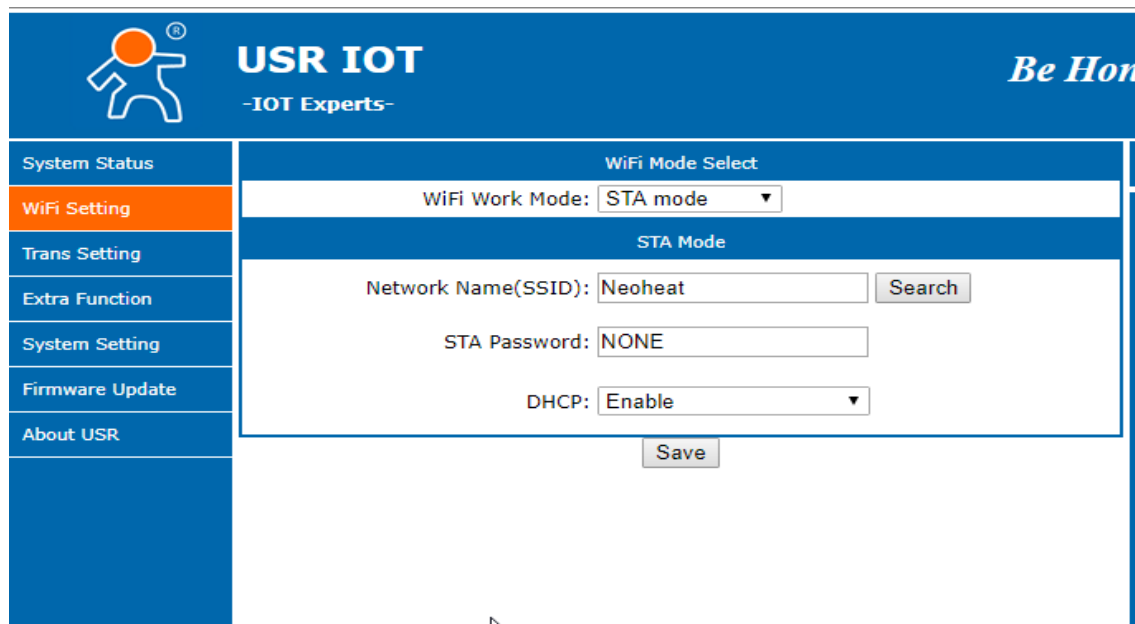 ®
USR IOT
-IOT Experts-
Be Hon
System Status
WiFi Setting
Trans Setting
Extra Function
System Setting
Firmware Update
About USR
WiFi Mode Select
WiFi Work Mode: STA mode
STA Mode
Network Name(SSID): Neoheat Search
STA Password: NONE
DHCP: Enable
Save